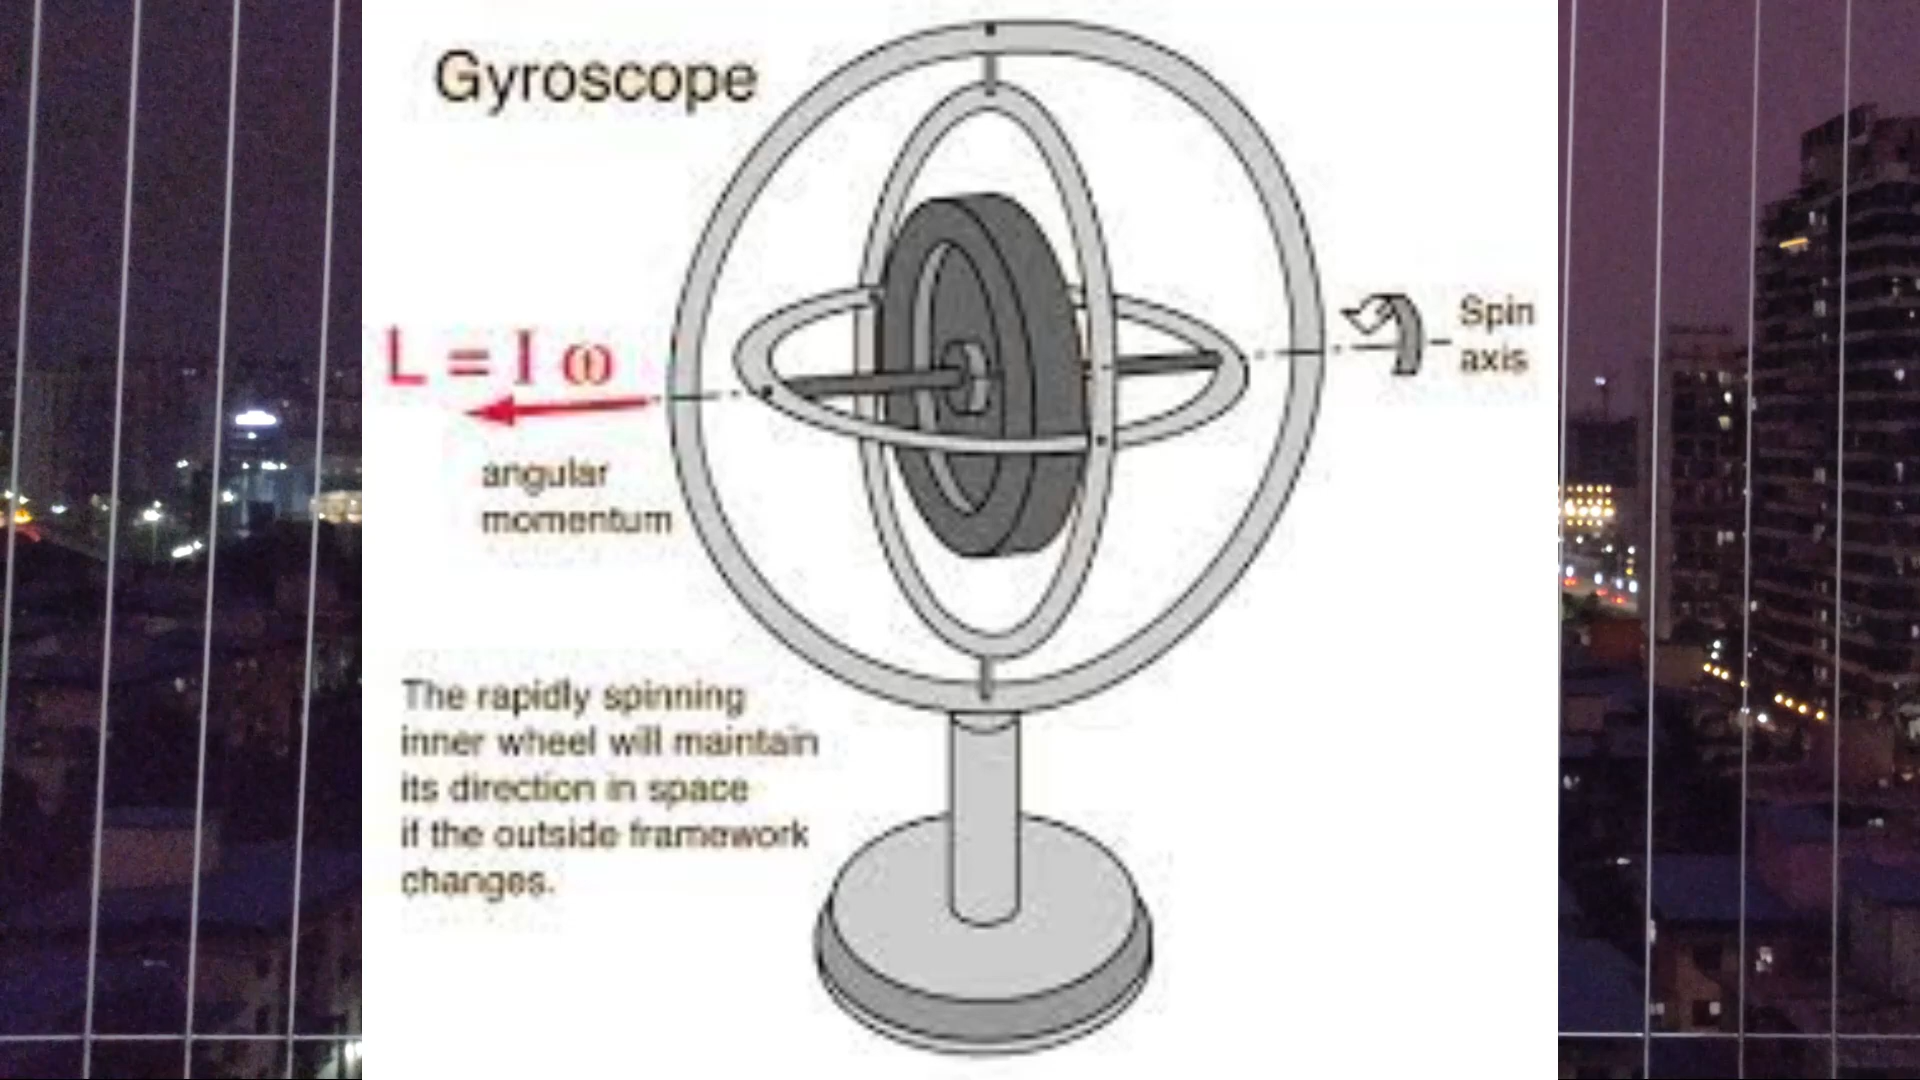 Gyroscope
L = I ω
angular
momentum
Spin
axis
The rapidly spinning
inner wheel will maintain
its direction in space
if the outside framework
changes.